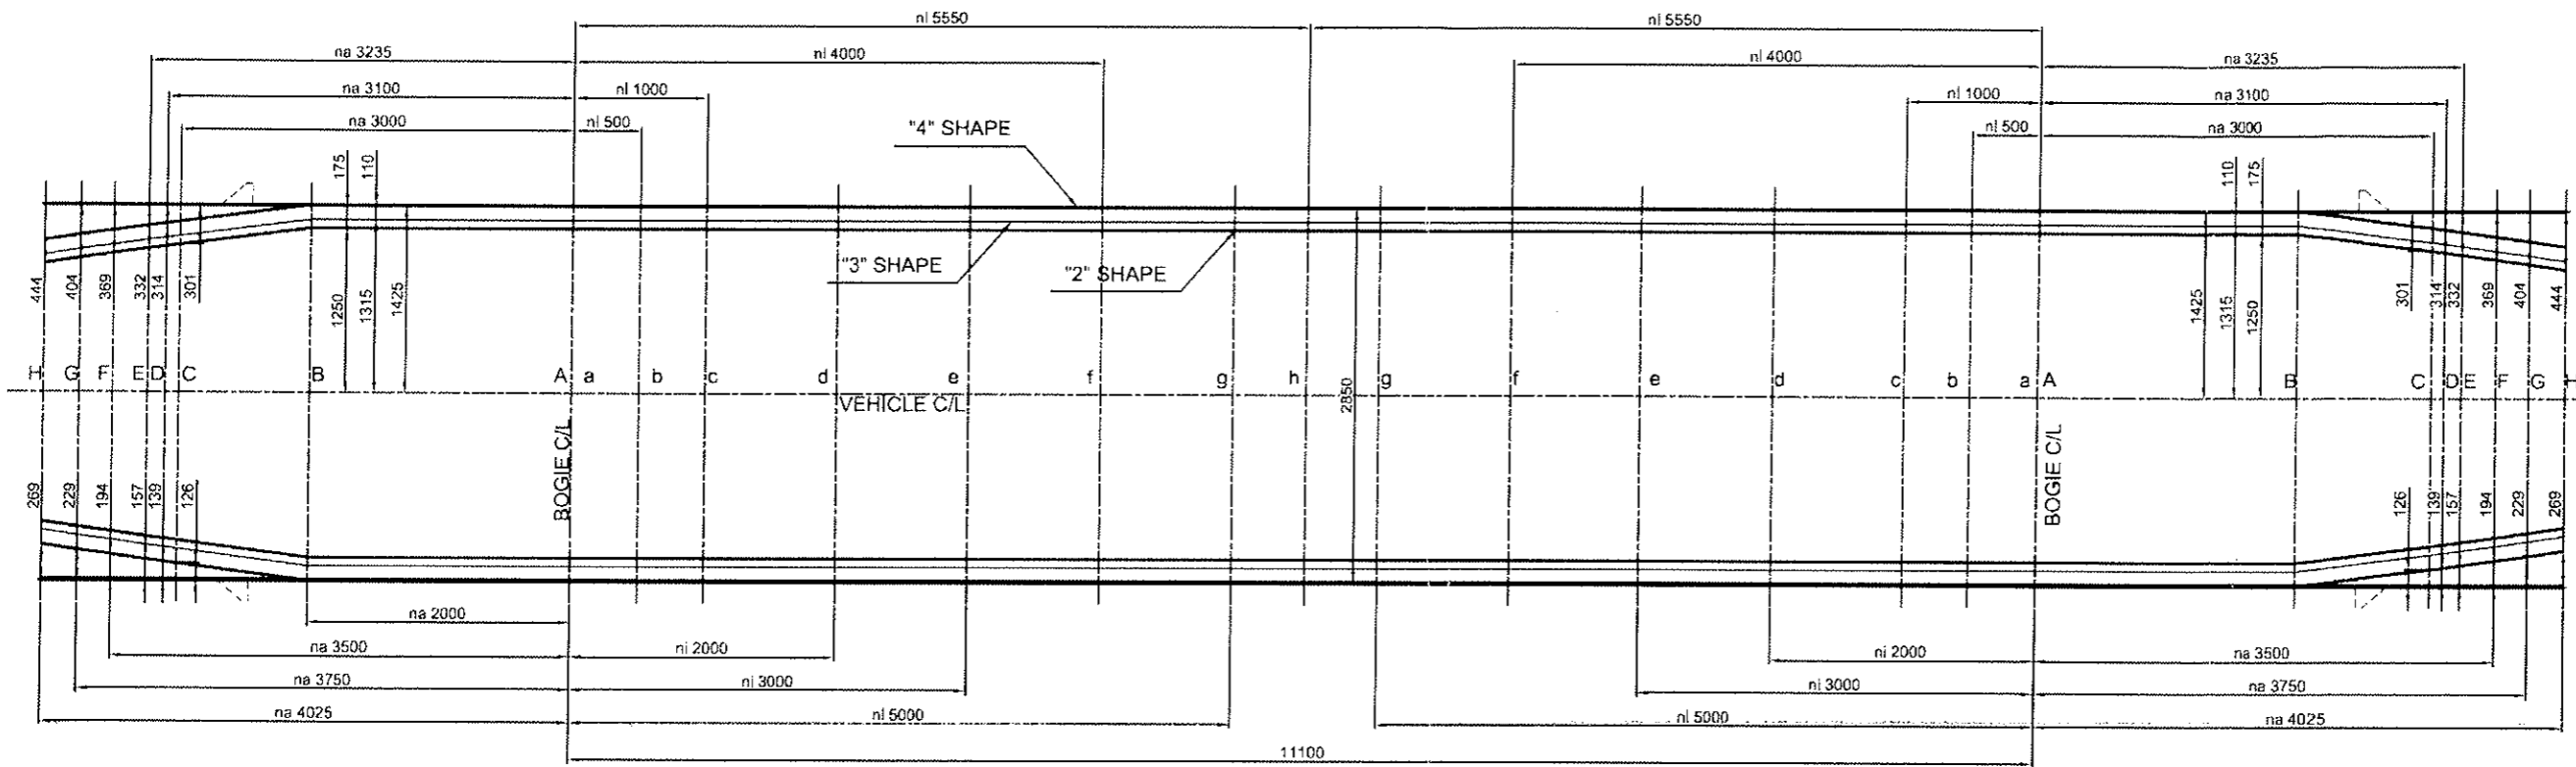 nl 5550 nl 5550
na 3235 nl 4000 nl 4000 na 3235
na 3100 nl 1000 nl 1000 na 3100
na 3000 nl 500 nl 500 na 3000
"4" SHAPE
175 110 110 175
"3" SHAPE
"2" SHAPE
444 404 369 332 314 301 1250 1315 1425 1425 1315 1250 301 314 332 369 404 444
H G F E D C B A a b c d e f g h g f e d c b a A B C D E F G H
VEHICLE C/L
2850
BOGIE C/L BOGIE C/L
269 229 194 157 139 126 126 139 157 194 229 269
na 2000
na 3500 nl 2000 nl 2000 na 3500
na 3750 nl 3000 nl 3000 na 3750
na 4025 nl 5000 nl 5000 na 4025
11100